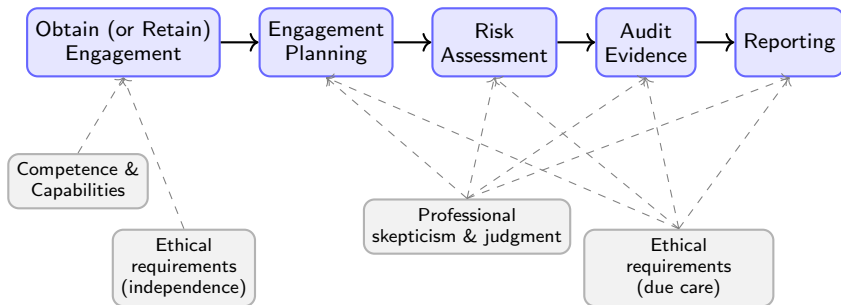 Obtain (or Retain)
Engagement
Engagement
Planning
Risk
Assessment
Audit
Evidence
Reporting
Competence &
Capabilities
Professional
skepticism & judgment
Ethical
requirements
(independence)
Ethical
requirements
(due care)